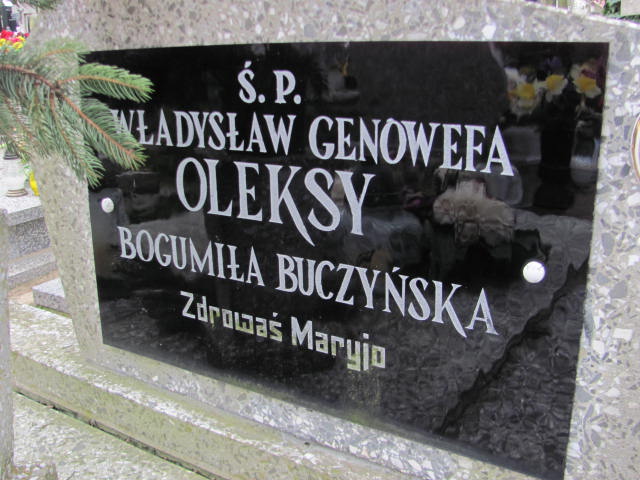 Ś. P.
WŁADYSŁAW GENOWEFA
OLEKSY
BOGUMIŁA BUCZYŃSKA
Zdrowaś Maryjo